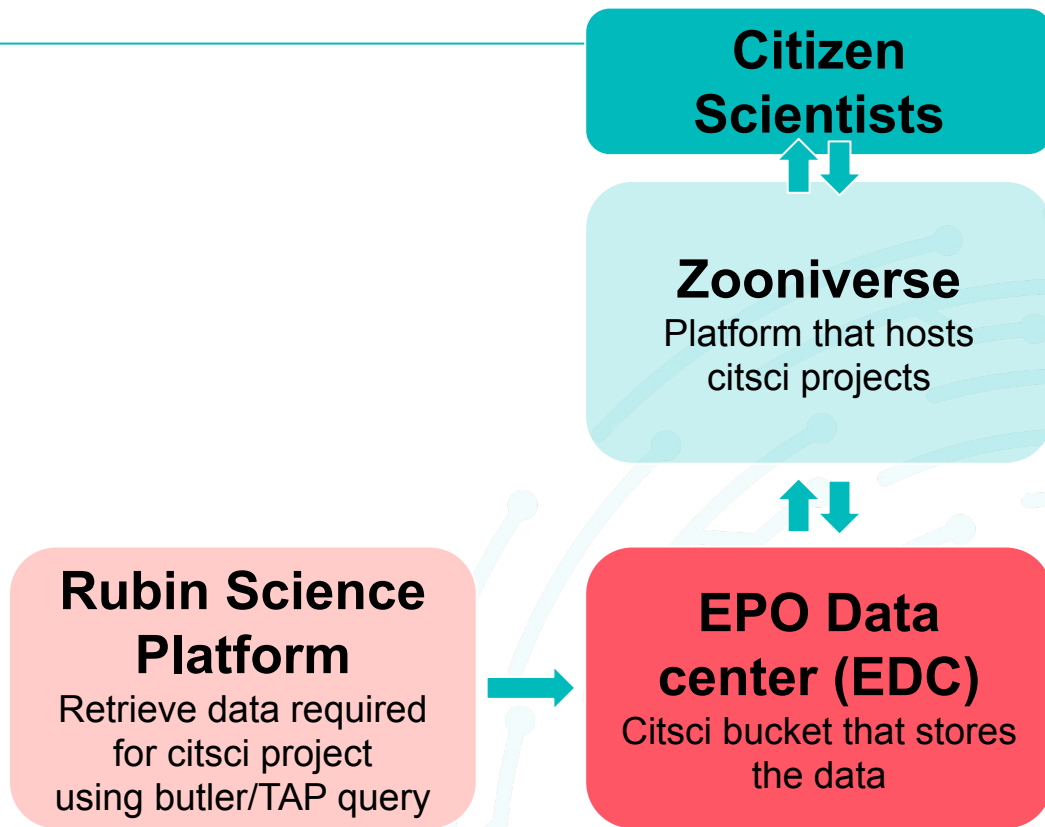 Citizen
Scientists
Zooniverse
Platform that hosts
citsci projects
Rubin Science
Platform
Retrieve data required
for citsci project
using butler/TAP query
EPO Data
center (EDC)
Citsci bucket that stores
the data